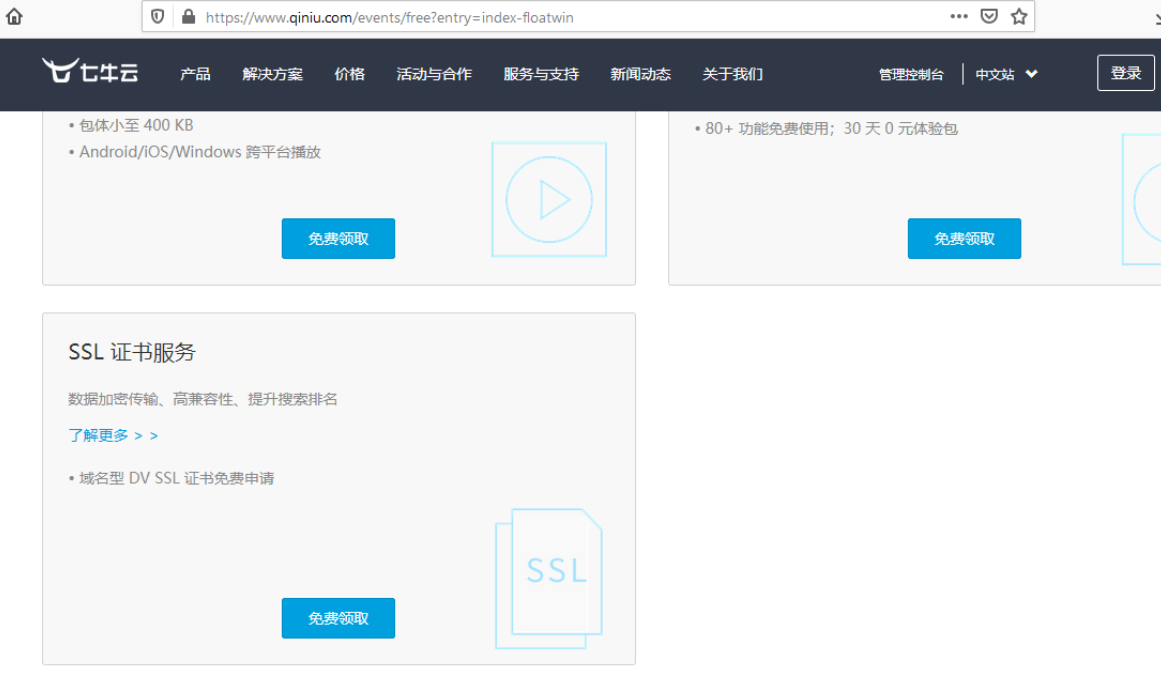 https://www.qiniu.com/events/free?entry=index-floatwin
七牛云 产品 解决方案 价格 活动与合作 服务与支持 新闻动态 关于我们 管理控制台 中文站 登录
• 包体小至 400 KB
• Android/iOS/Windows 跨平台播放
免费领取
• 80+ 功能免费使用；30 天 0 元体验包
免费领取
SSL 证书服务
数据加密传输、高兼容性、提升搜索排名
了解更多 > >
• 域名型 DV SSL 证书免费申请
SSL
免费领取